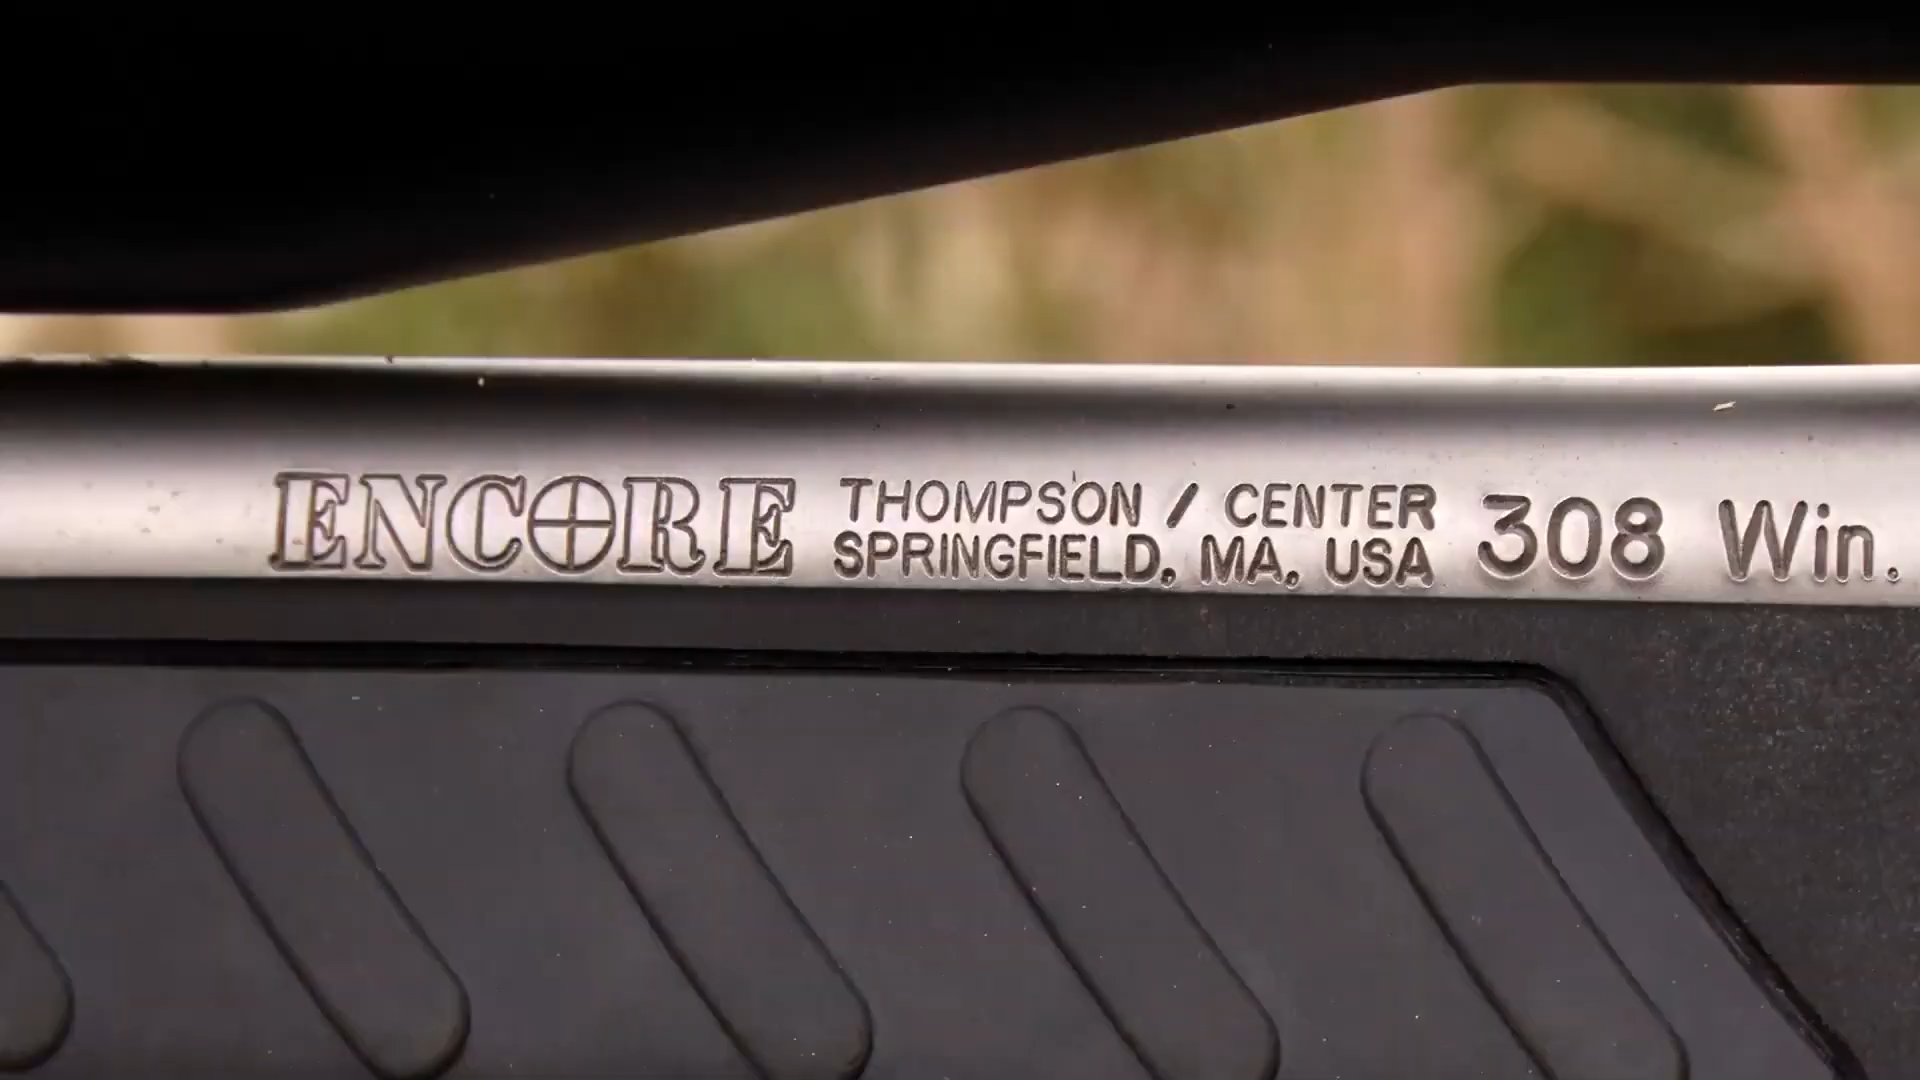 ENCORE
THOMPSON / CENTER
SPRINGFIELD, MA, USA
308 Win.